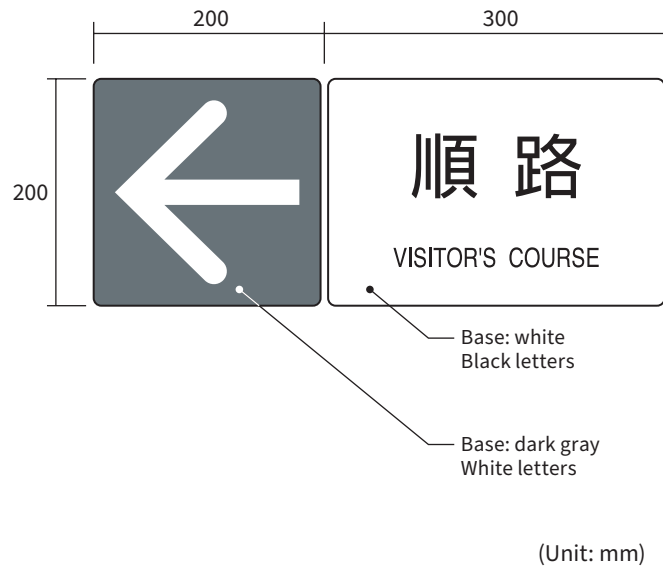 200 300
200
順路
VISITOR'S COURSE
Base: white
Black letters
Base: dark gray
White letters
(Unit: mm)